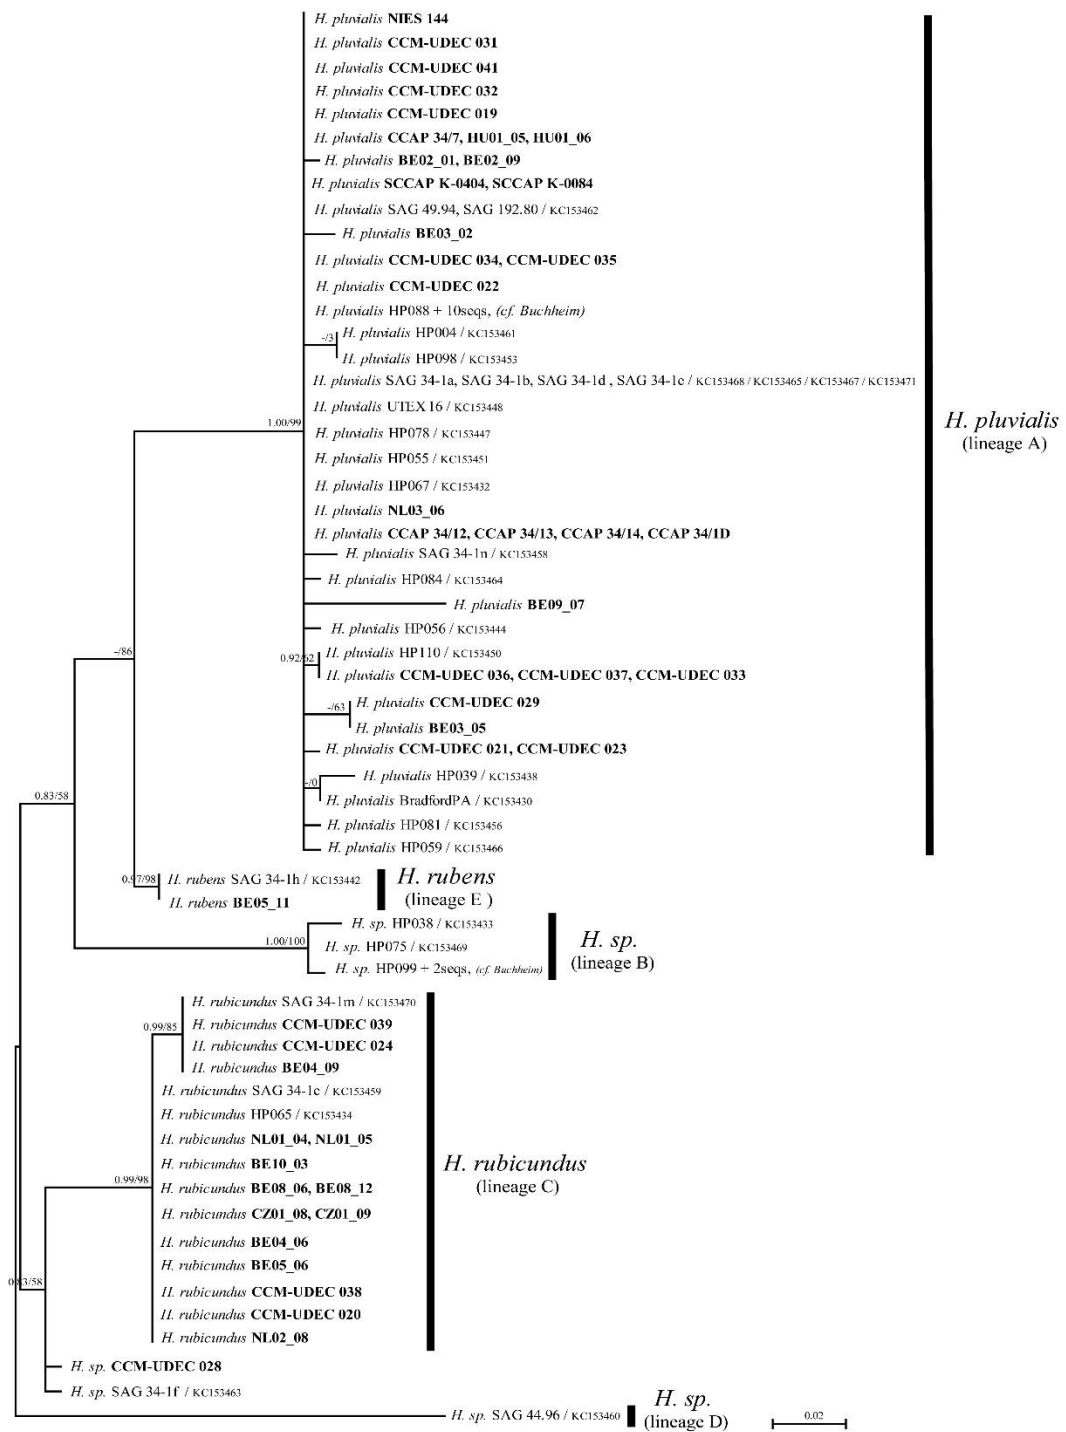 H. pluvialis NIES 144
H. pluvialis CCM-UDEC 031
H. pluvialis CCM-UDEC 041
H. pluvialis CCM-UDEC 032
H. pluvialis CCM-UDEC 019
H. pluvialis CCAP 34/7, HU01_05, HU01_06
H. pluvialis BE02_01, BE02_09
H. pluvialis SCCAP K-0404, SCCAP K-0084
H. pluvialis SAG 49.94, SAG 192.80 / KC153462
H. pluvialis BE03_02
H. pluvialis CCM-UDEC 034, CCM-UDEC 035
H. pluvialis CCM-UDEC 022
H. pluvialis HP088 + 10seqs, (cf. Buchheim)
-/3
H. pluvialis HP004 / KC153461
H. pluvialis HP098 / KC153453
H. pluvialis SAG 34-1a, SAG 34-1b, SAG 34-1d , SAG 34-1c / KC153468 / KC153465 / KC153467 / KC153471
H. pluvialis UTEX 16 / KC153448
1.00/99
H. pluvialis HP078 / KC153447
H. pluvialis HP055 / KC153451
H. pluvialis HP067 / KC153432
H. pluvialis NL03_06
H. pluvialis CCAP 34/12, CCAP 34/13, CCAP 34/14, CCAP 34/1D
H. pluvialis SAG 34-1n / KC153458
H. pluvialis HP084 / KC153464
H. pluvialis BE09_07
H. pluvialis HP056 / KC153444
-/86
0.92/62
H. pluvialis HP110 / KC153450
H. pluvialis CCM-UDEC 036, CCM-UDEC 037, CCM-UDEC 033
-/63
H. pluvialis CCM-UDEC 029
H. pluvialis BE03_05
H. pluvialis CCM-UDEC 021, CCM-UDEC 023
-/0
H. pluvialis HP039 / KC153438
H. pluvialis BradfordPA / KC153430
H. pluvialis HP081 / KC153456
H. pluvialis HP059 / KC153466
H. pluvialis
(lineage A)
0.83/58
0.97/98
H. rubens SAG 34-1h / KC153442
H. rubens BE05_11
H. rubens
(lineage E )
1.00/100
H. sp. HP038 / KC153433
H. sp. HP075 / KC153469
H. sp. HP099 + 2seqs, (cf. Buchheim)
H. sp.
(lineage B)
0.99/85
H. rubicundus SAG 34-1m / KC153470
H. rubicundus CCM-UDEC 039
H. rubicundus CCM-UDEC 024
H. rubicundus BE04_09
H. rubicundus SAG 34-1c / KC153459
H. rubicundus HP065 / KC153434
H. rubicundus NL01_04, NL01_05
H. rubicundus BE10_03
0.99/98
H. rubicundus BE08_06, BE08_12
H. rubicundus CZ01_08, CZ01_09
H. rubicundus BE04_06
H. rubicundus BE05_06
H. rubicundus CCM-UDEC 038
H. rubicundus CCM-UDEC 020
H. rubicundus NL02_08
H. rubicundus
(lineage C)
0.83/58
H. sp. CCM-UDEC 028
H. sp. SAG 34-1f / KC153463
H. sp. SAG 44.96 / KC153460
H. sp.
(lineage D)
0.02